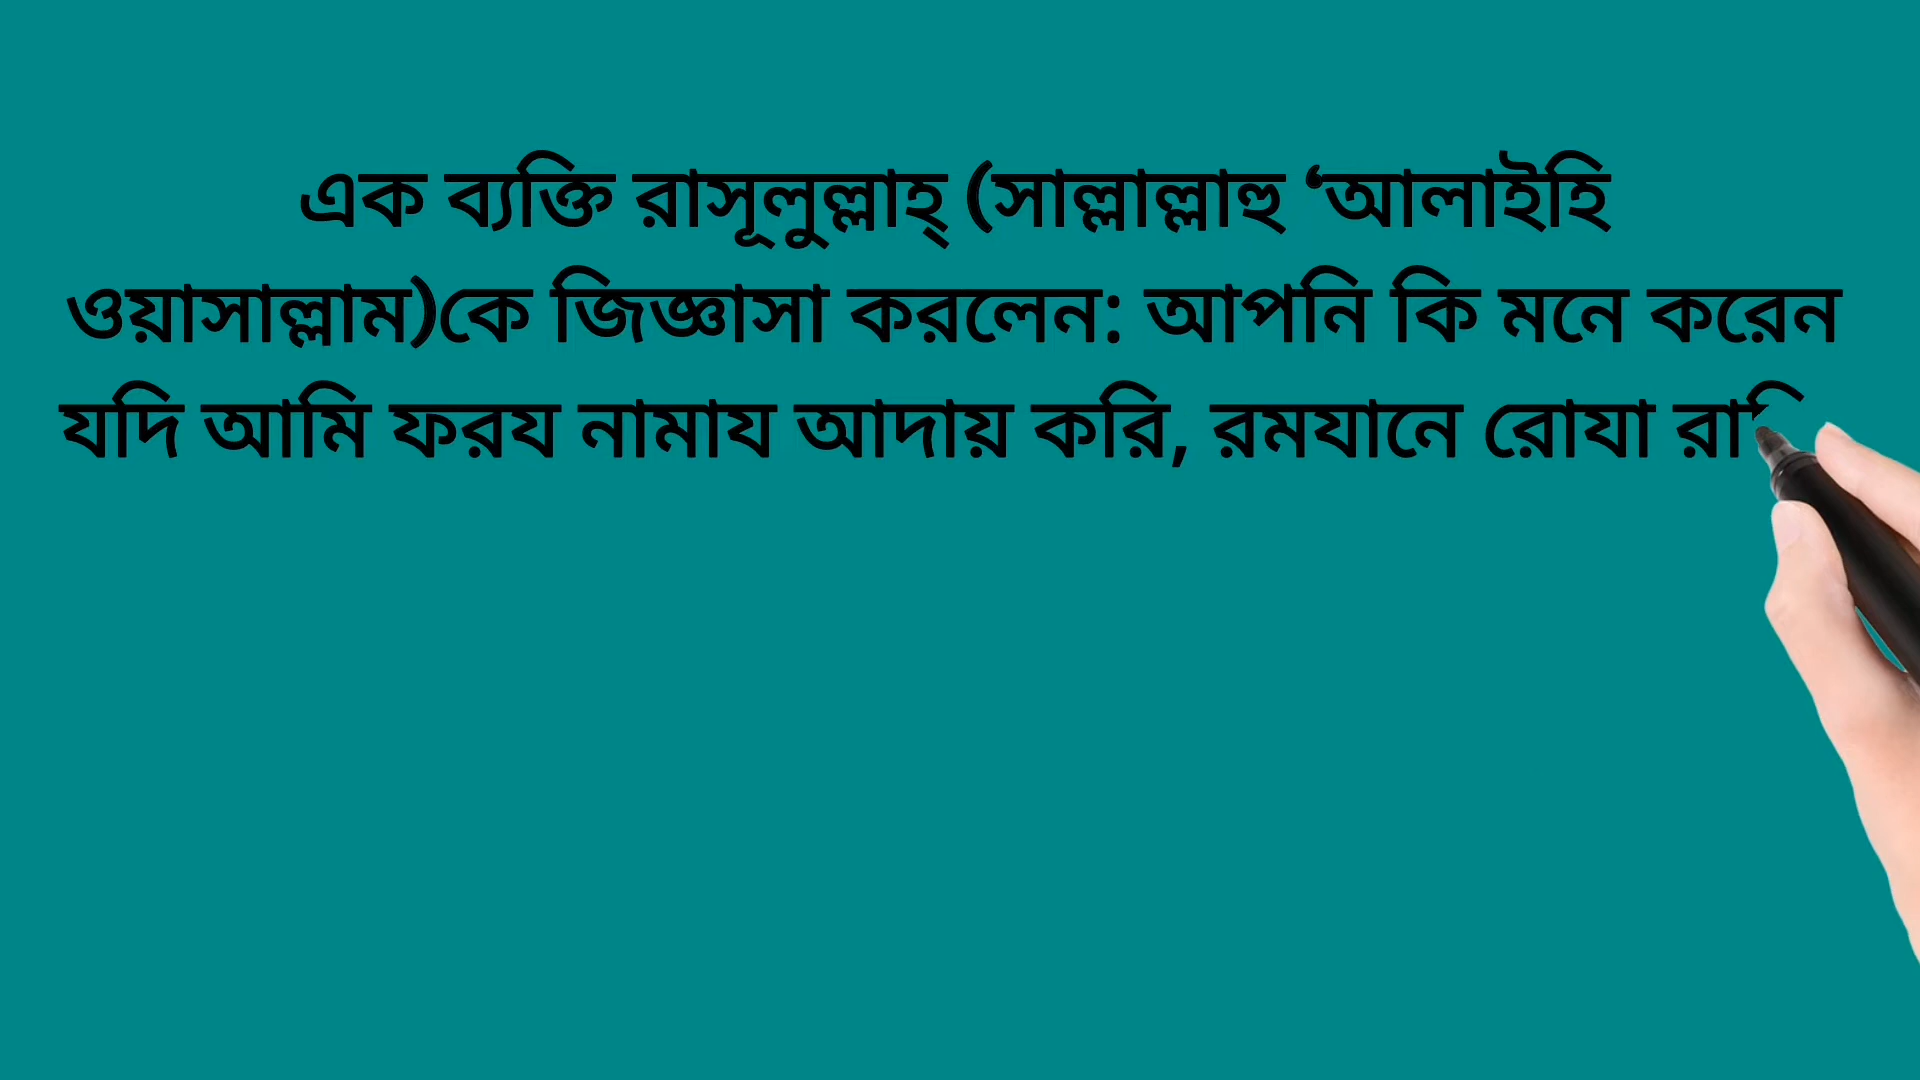 এক ব্যক্তি রাসূলুল্লাহ্ (সাল্লাল্লাহু ‘আলাইহি
ওয়াসাল্লাম)কে জিজ্ঞাসা করলেন: আপনি কি মনে করেন
যদি আমি ফরয নামায আদায় করি, রমযানে রোযা